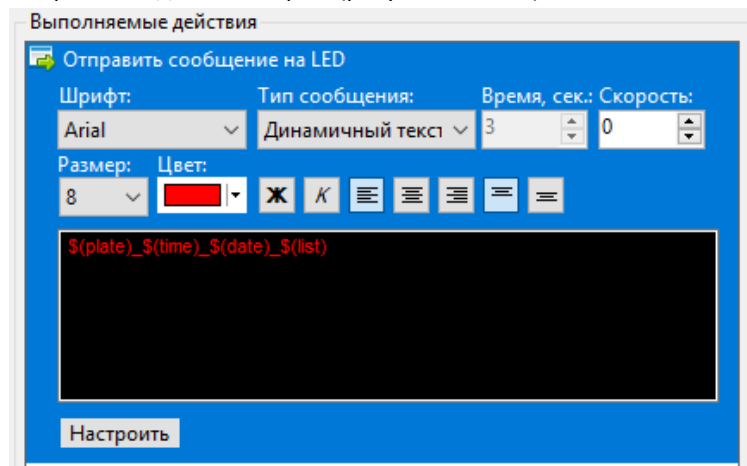 Выполняемые действия
Отправить сообщение на LED
Шрифт: Тип сообщения: Время, сек.: Скорость:
Arial Динамичный текст 3 0
Размер: Цвет:
8 Ж К
$(plate)_$(time)_$(date)_$(list)
Настроить